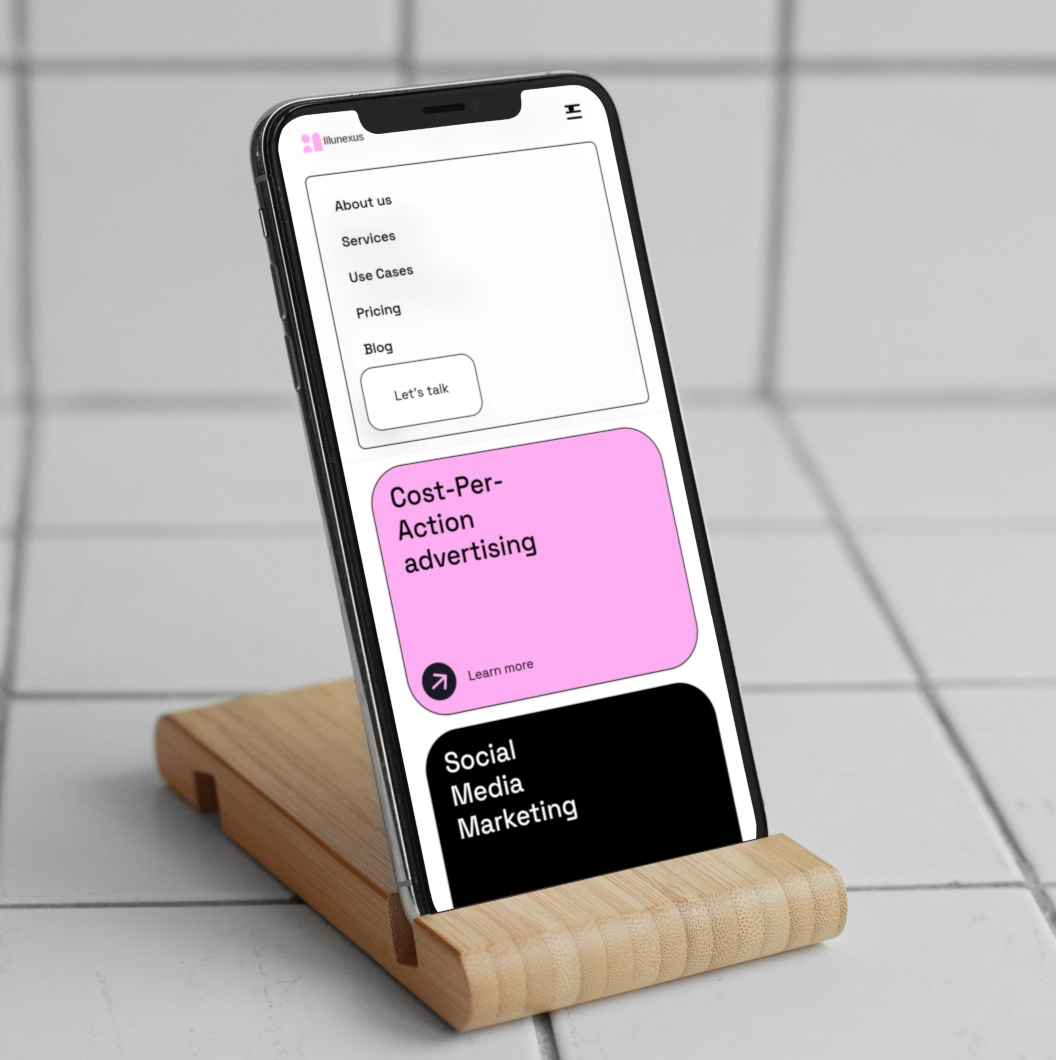 Illunexus
About us
Services
Use Cases
Pricing
Blog
Let's talk
Cost-Per-
Action
advertising
Learn more
Social
Media
Marketing